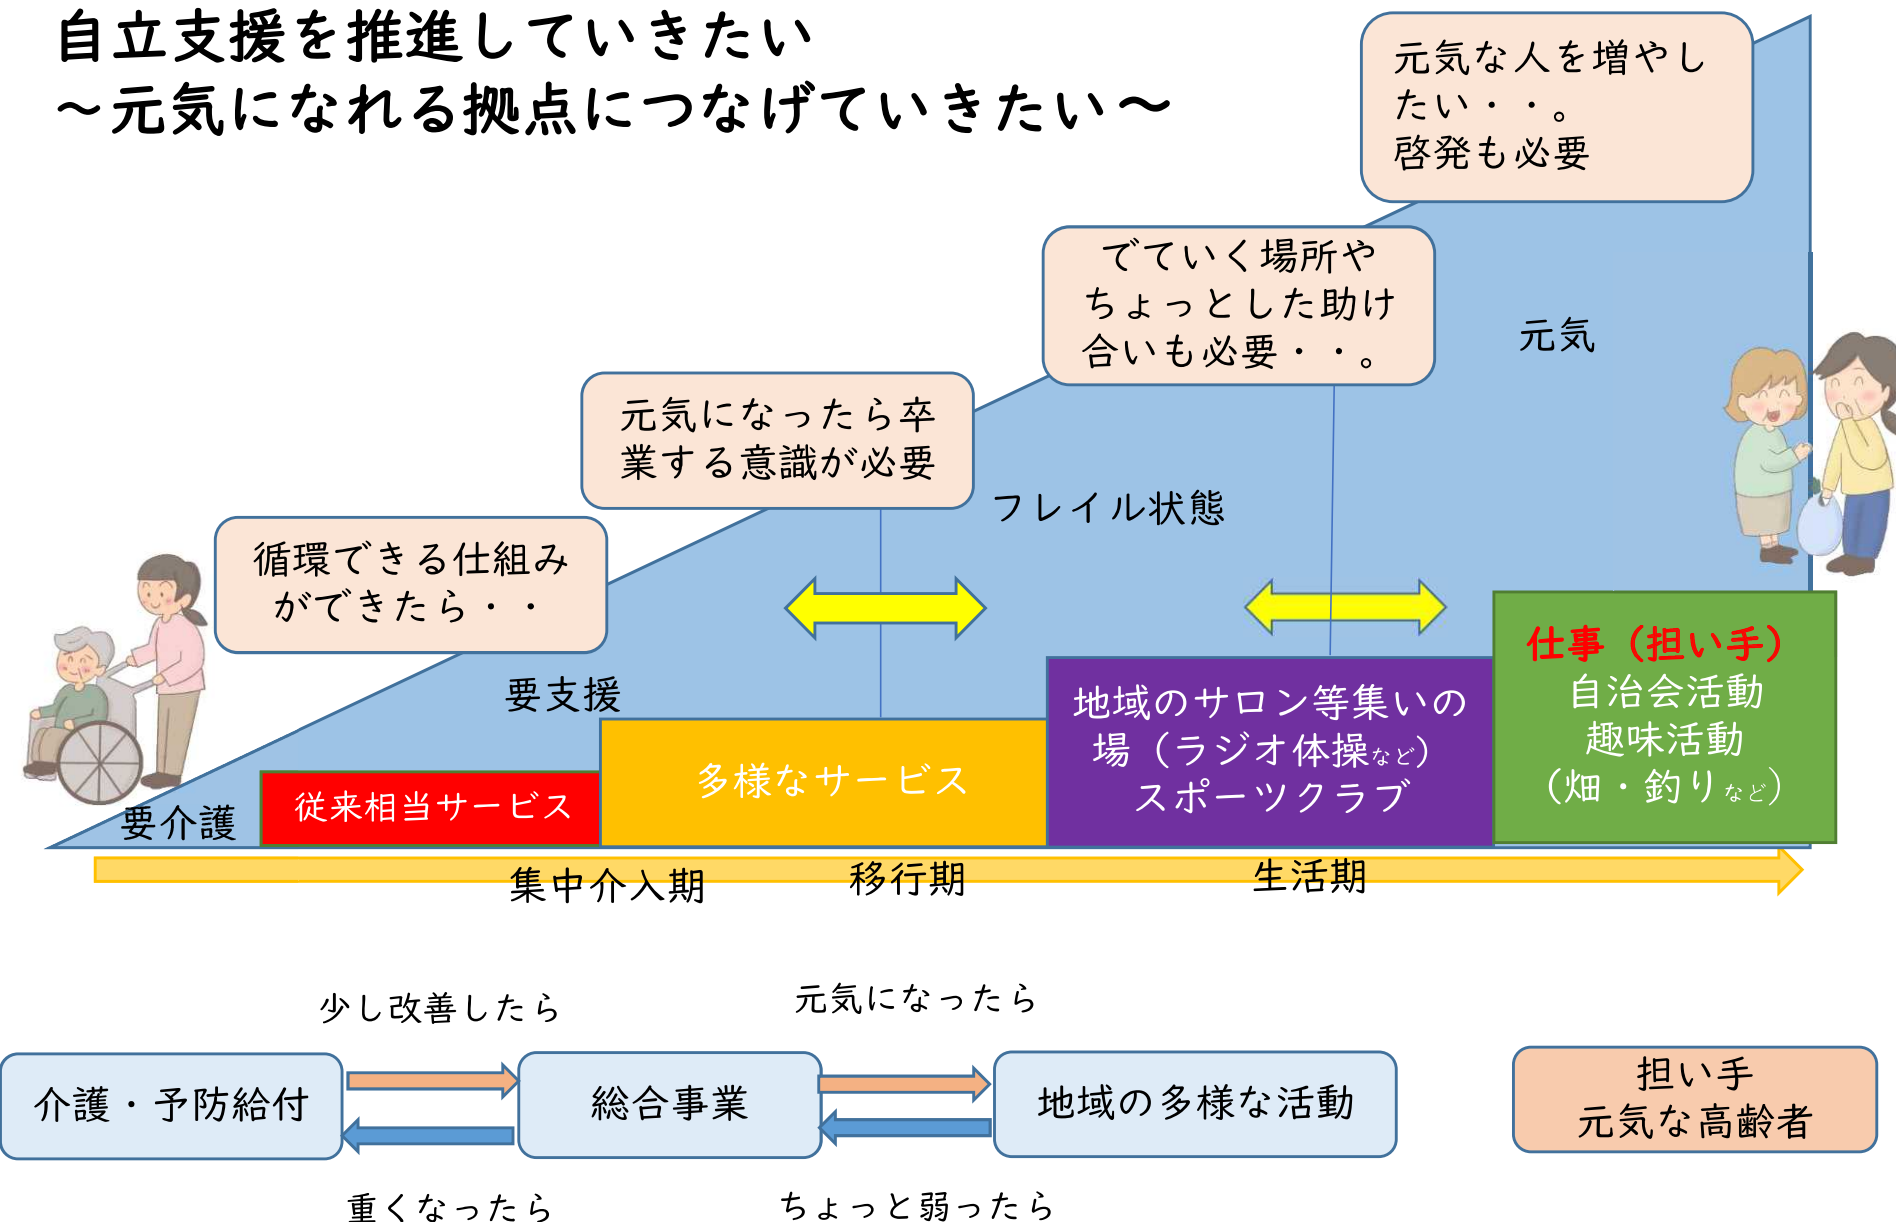 自立支援を推進していきたい
～元気になれる拠点につなげていきたい～
元気な人を増やし
たい・・。
啓発も必要
でていく場所や
ちょっとした助け
合いも必要・・。
元気
元気になったら卒
業する意識が必要
フレイル状態
循環できる仕組み
ができたら・・
要支援
要介護
従来相当サービス
多様なサービス
地域のサロン等集いの
場（ラジオ体操など）
スポーツクラブ
仕事（担い手）
自治会活動
趣味活動
（畑・釣りなど）
集中介入期
移行期
生活期
少し改善したら
元気になったら
介護・予防給付
総合事業
地域の多様な活動
担い手
元気な高齢者
重くなったら
ちょっと弱ったら